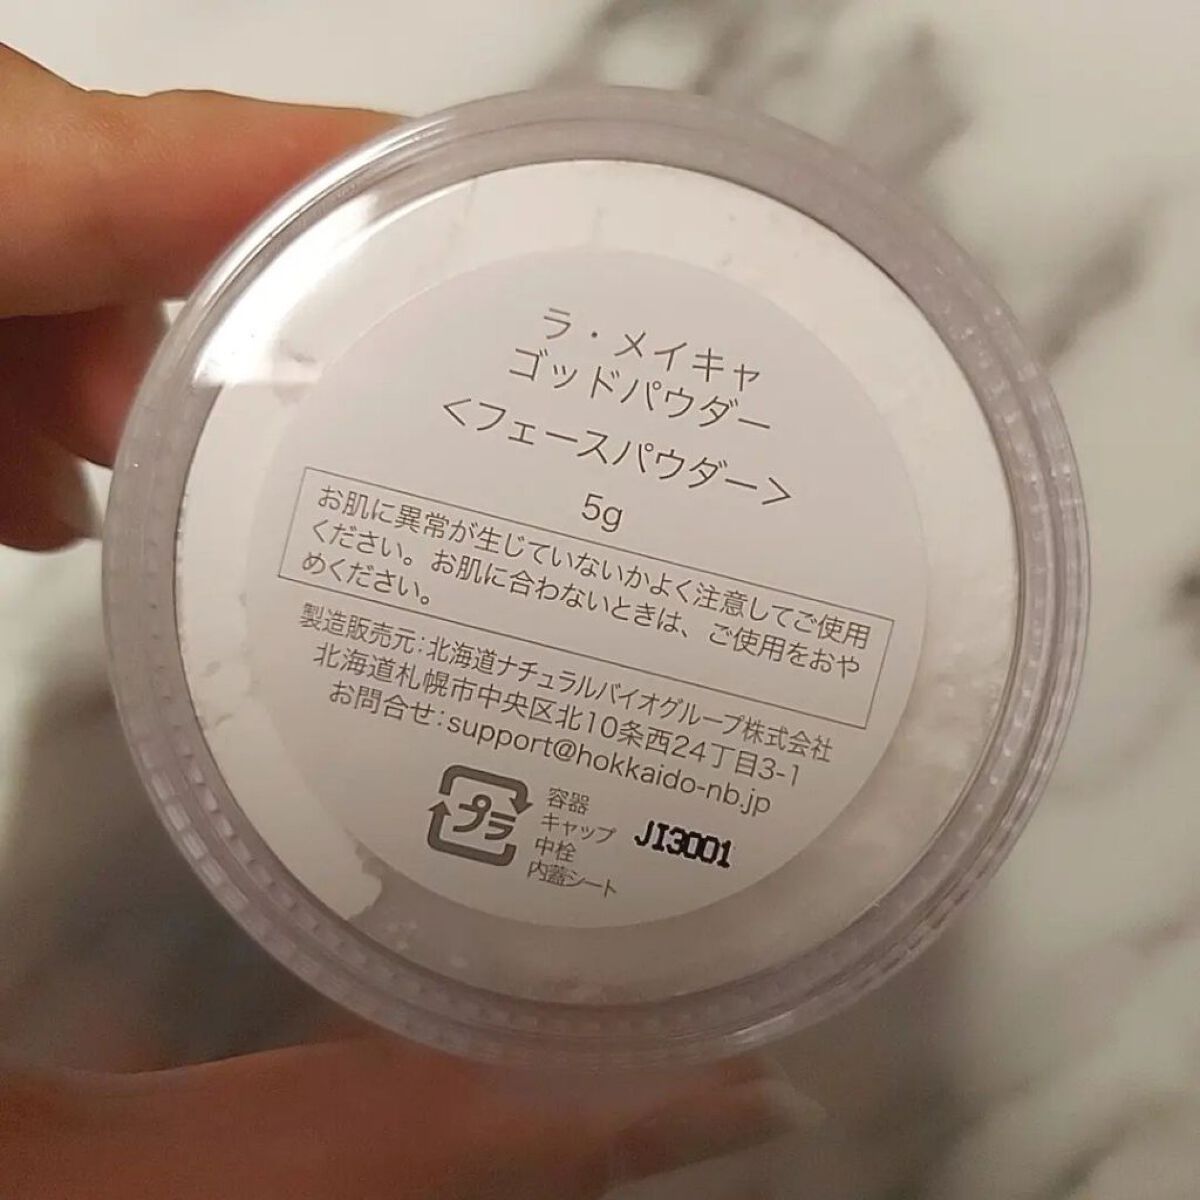 ラ・メイキャ
ゴッドパウダー
＜フェースパウダー＞
5g
お肌に異常が生じていないかよく注意してご使用
ください。お肌に合わないときは、ご使用をおや
めください。
製造販売元：北海道ナチュラルバイオグループ株式会社
北海道札幌市中央区北10条西24丁目3-1
お問合せ：support@hokkaido-nb.jp
プラ
容器
キャップ
中栓
内蓋シート
JI3001